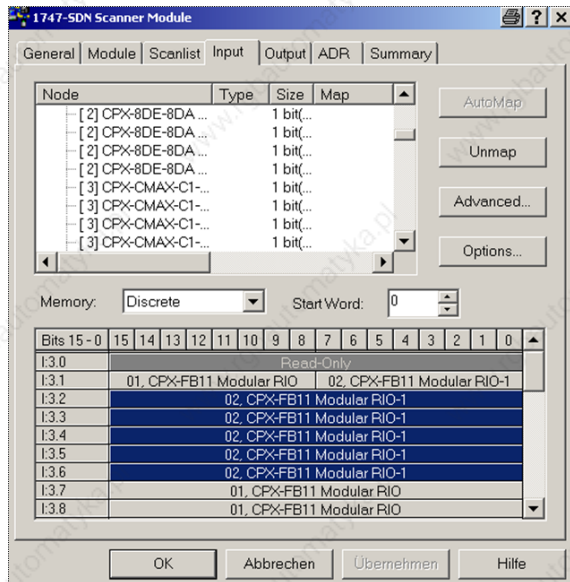 1747-SDN Scanner Module
General Module Scanlist Input Output ADR Summary
Node Type Size Map
[ 2] CPX-8DE-8DA ... 1 bit(...
[ 2] CPX-8DE-8DA ... 1 bit(...
[ 2] CPX-8DE-8DA ... 1 bit(...
[ 2] CPX-8DE-8DA ... 1 bit(...
[ 3] CPX-CMAX-C1-... 1 bit(...
[ 3] CPX-CMAX-C1-... 1 bit(...
[ 3] CPX-CMAX-C1-... 1 bit(...
AutoMap
Unmap
Advanced...
Options...
Memory: Discrete Start Word: 0
Bits 15 - 0 15 14 13 12 11 10 9 8 7 6 5 4 3 2 1 0
I:3.0 Read-Only
I:3.1 01, CPX-FB11 Modular RIO 02, CPX-FB11 Modular RIO-1
I:3.2 02, CPX-FB11 Modular RIO-1
I:3.3 02, CPX-FB11 Modular RIO-1
I:3.4 02, CPX-FB11 Modular RIO-1
I:3.5 02, CPX-FB11 Modular RIO-1
I:3.6 02, CPX-FB11 Modular RIO-1
I:3.7 01, CPX-FB11 Modular RIO
I:3.8 01, CPX-FB11 Modular RIO
OK Abbrechen Übernehmen Hilfe